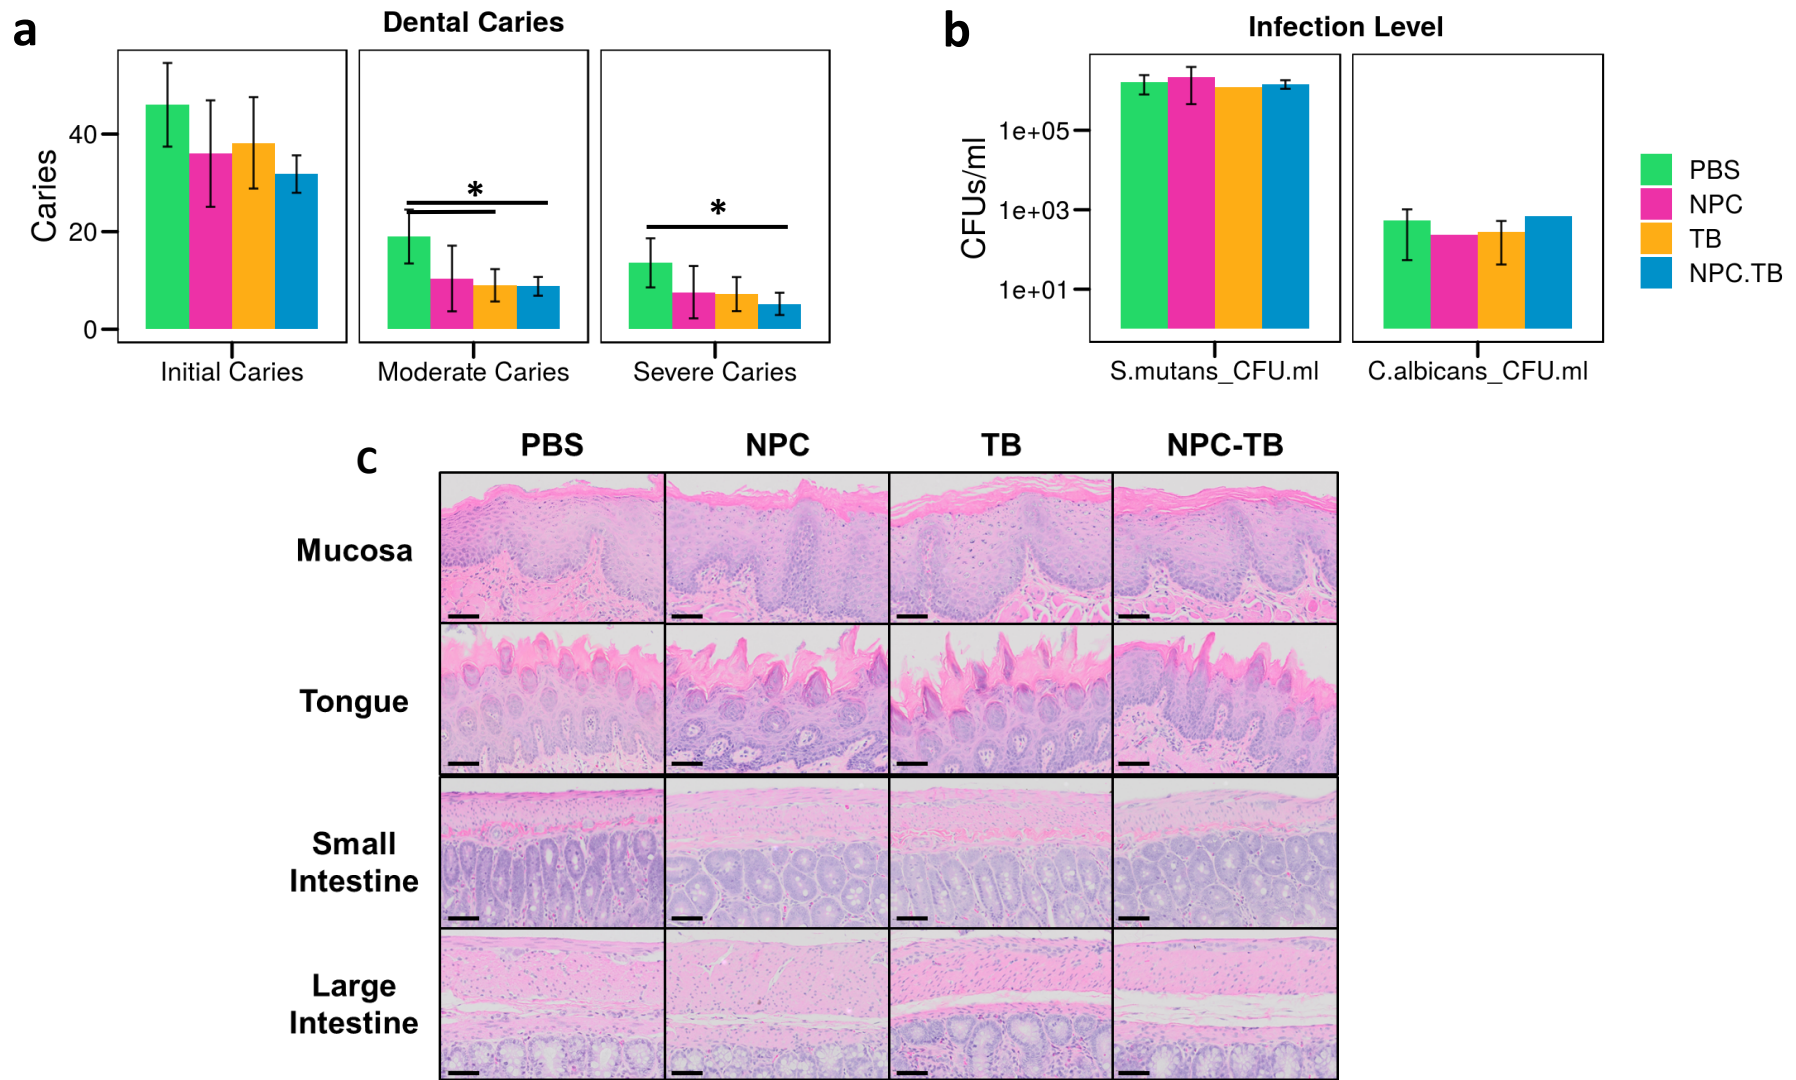 a
Dental Caries
Caries
40
20
0
*
*
Initial Caries
Moderate Caries
Severe Caries
b
Infection Level
CFUs/ml
1e+05
1e+03
1e+01
S.mutans_CFU.ml
C.albicans_CFU.ml
PBS
NPC
TB
NPC.TB
c
PBS
NPC
TB
NPC-TB
Mucosa
Tongue
Small
Intestine
Large
Intestine